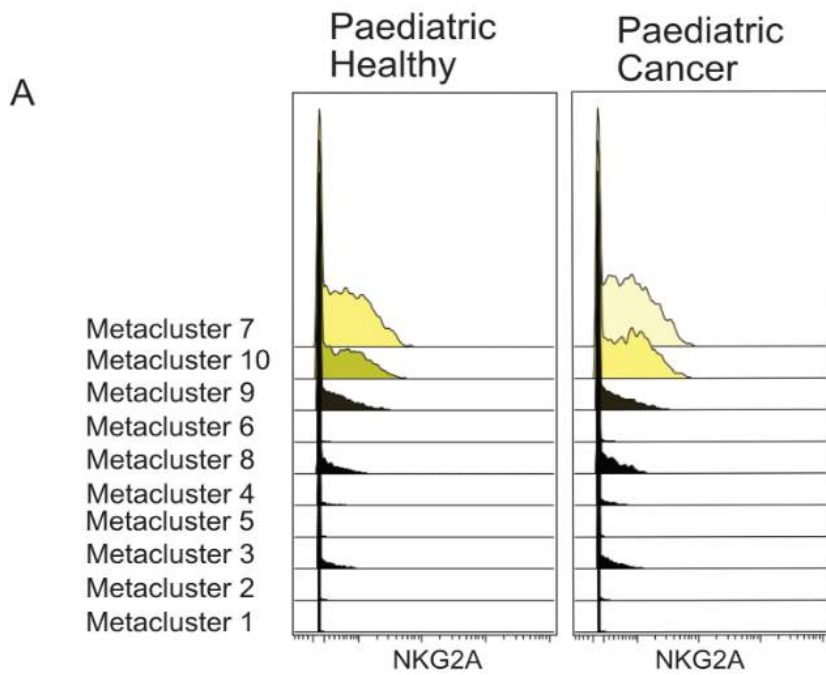 A
Paediatric
Healthy
Paediatric
Cancer
Metacluster 7
Metacluster 10
Metacluster 9
Metacluster 6
Metacluster 8
Metacluster 4
Metacluster 5
Metacluster 3
Metacluster 2
Metacluster 1
NKG2A
NKG2A